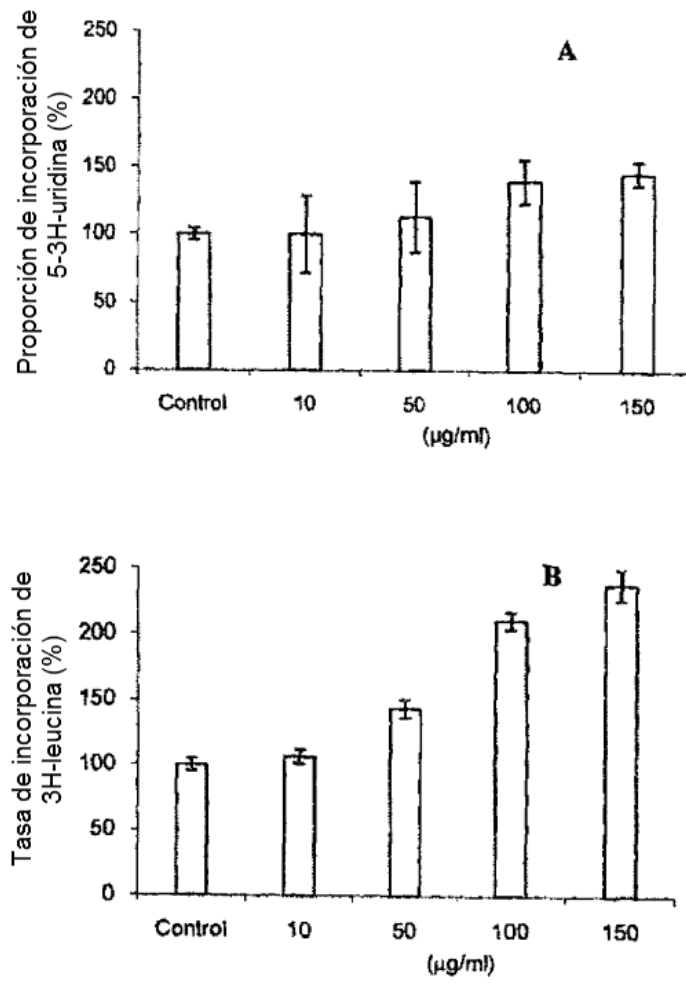 Proporción de incorporación de
5-3H-uridina (%)
A
250
200
150
100
50
0
Control 10 50 100 150
(µg/ml)
Tasa de incorporación de
3H-leucina (%)
B
250
200
150
100
50
0
Control 10 50 100 150
(µg/ml)